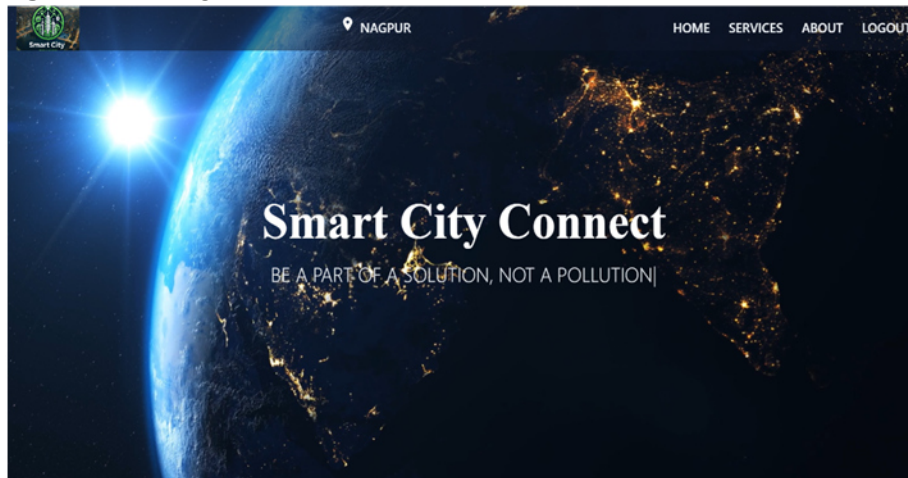 Smart City
NAGPUR
HOME SERVICES ABOUT LOGOUT
Smart City Connect
BE A PART OF A SOLUTION, NOT A POLLUTION|